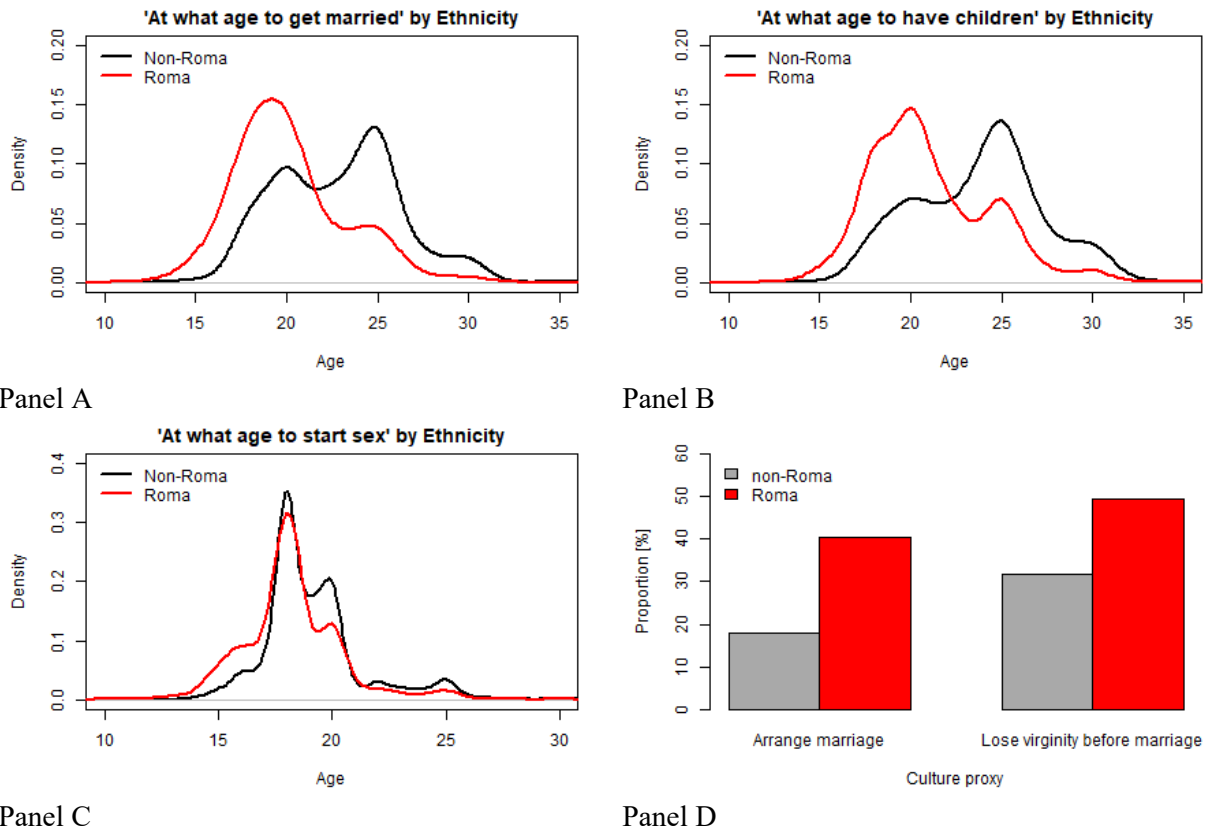 'At what age to get married' by Ethnicity
Non-Roma
Roma
0.00 0.05 0.10 0.15 0.20
Density
10 15 20 25 30 35
Age
Panel A
'At what age to have children' by Ethnicity
Non-Roma
Roma
0.00 0.05 0.10 0.15 0.20
Density
10 15 20 25 30 35
Age
Panel B
'At what age to start sex' by Ethnicity
Non-Roma
Roma
0.0 0.1 0.2 0.3 0.4
Density
10 15 20 25 30
Age
Panel C
non-Roma
Roma
0 10 20 30 40 50 60
Proportion [%]
Arrange marriage Lose virginity before marriage
Culture proxy
Panel D